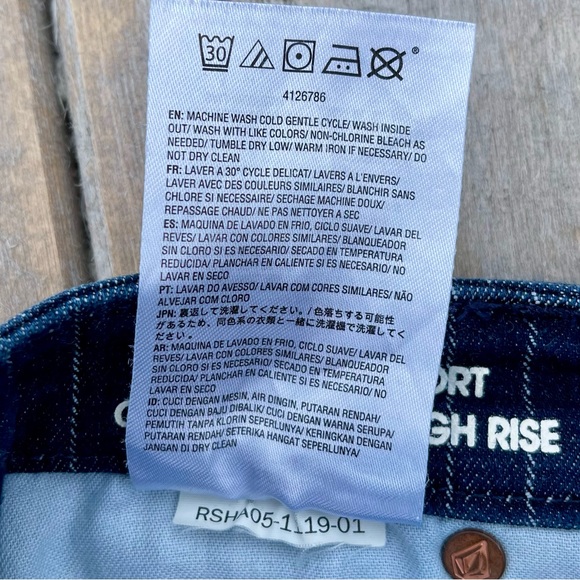 30
®
4126786
EN: MACHINE WASH COLD GENTLE CYCLE/ WASH INSIDE
OUT/ WASH WITH LIKE COLORS/ NON-CHLORINE BLEACH AS
NEEDED/ TUMBLE DRY LOW/ WARM IRON IF NECESSARY/ DO
NOT DRY CLEAN
FR: LAVER A 30° CYCLE DELICAT/ LAVERS A L'ENVERS/
LAVER AVEC DES COULEURS SIMILAIRES/ BLANCHIR SANS
CHLORE SI NECESSAIRE/ SECHAGE MACHINE DOUX/
REPASSAGE CHAUD/ NE PAS NETTOYER A SEC
ES: MAQUINA DE LAVADO EN FRIO, CICLO SUAVE/ LAVAR DEL
REVES/ LAVAR CON COLORES SIMILARES/ BLANQUEADOR
SIN CLORO SI ES NECESARIO/ SECADO EN TEMPERATURA
REDUCIDA/ PLANCHAR EN CALIENTE SI ES NECESARIO/ NO
LAVAR EN SECO
PT: LAVAR DO AVESSO/ LAVAR COM CORES SIMILARES/ NÃO
ALVEJAR COM CLORO
JPN: 裏返して洗濯してください。/色落ちする可能性
があるため、同色系の衣類と一緒に洗濯機で洗濯してくだ
さい。
AR: MAQUINA DE LAVADO EN FRIO, CICLO SUAVE/ LAVAR DEL
REVES/ LAVAR CON COLORES SIMILARES/ BLANQUEADOR
SIN CLORO SI ES NECESARIO/ SECADO EN TEMPERATURA
REDUCIDA/ PLANCHAR EN CALIENTE SI ES NECESARIO/ NO
LAVAR EN SECO
ID: CUCI DENGAN MESIN, AIR DINGIN, PUTARAN RENDAH/
CUCI DENGAN BAJU DIBALIK/ CUCI DENGAN WARNA SERUPA/
PEMUTIH TANPA KLORIN SEPERLUNYA/ KERINGKAN DENGAN
PUTARAN RENDAH/ SETERIKA HANGAT SEPERLUNYA/
JANGAN DI DRY CLEAN
ORT
GH RISE